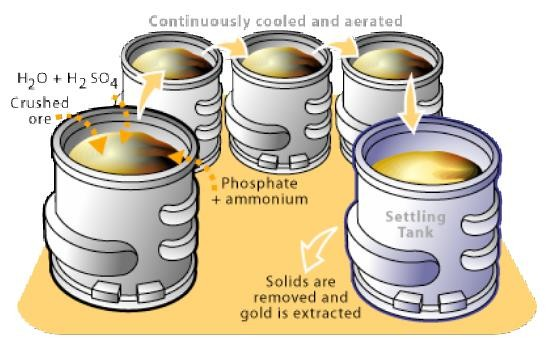 Continuously cooled and aerated
H₂O + H₂SO₄
Crushed
ore
Phosphate
+ ammonium
Settling
Tank
Solids are
removed and
gold is extracted